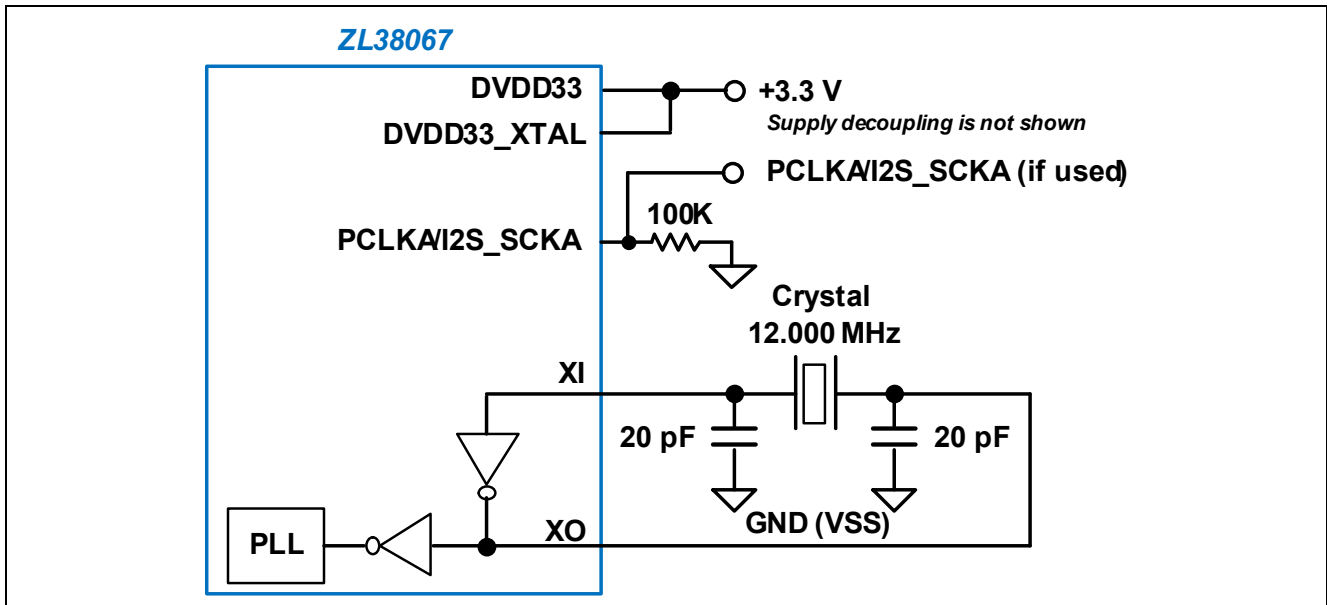 ZL38067
DVDD33
+3.3 V
DVDD33_XTAL
Supply decoupling is not shown
PCLKA/I2S_SCKA (if used)
100K
PCLKA/I2S_SCKA
Crystal
12.000 MHz
XI
20 pF
20 pF
GND (VSS)
XO
PLL